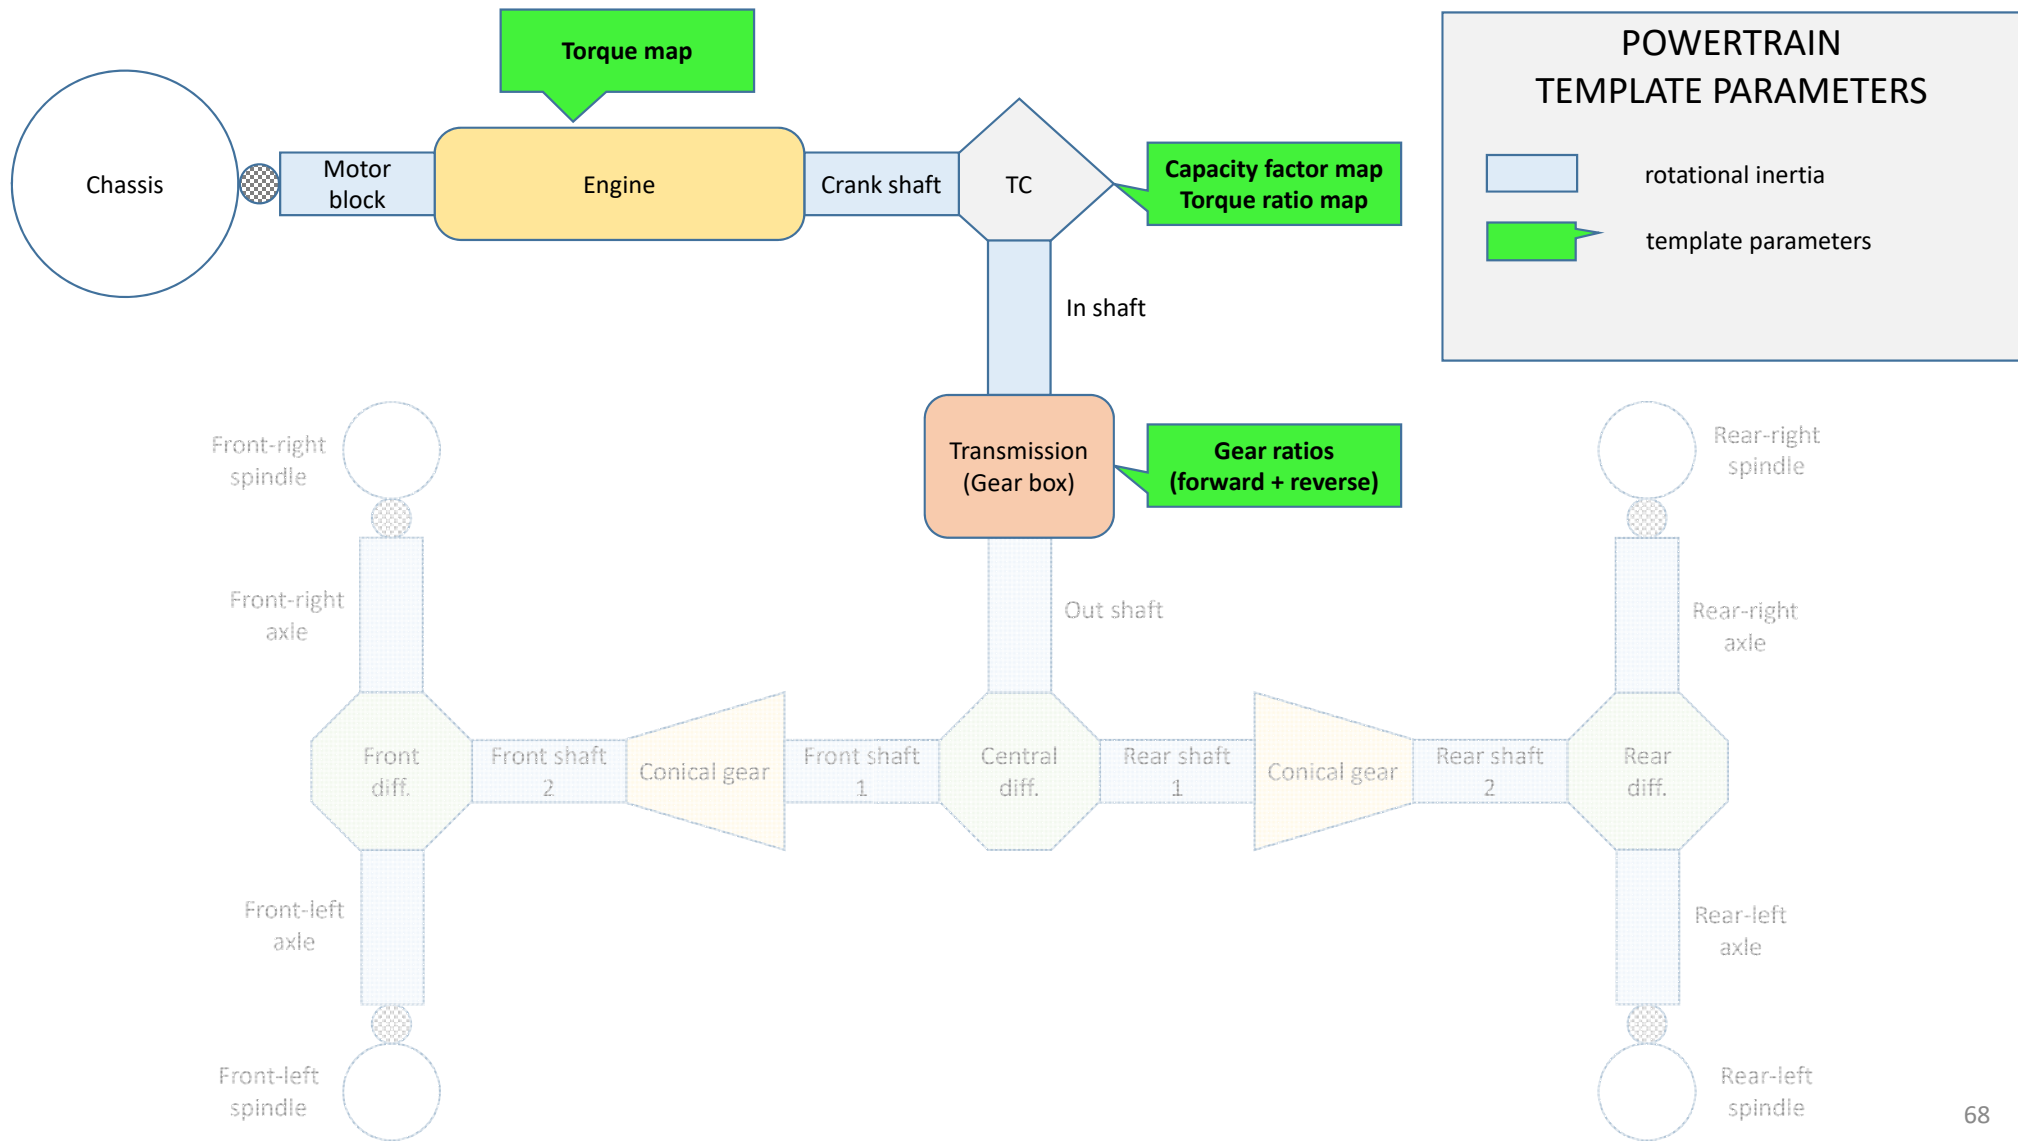 Torque map
POWERTRAIN
TEMPLATE PARAMETERS
rotational inertia
template parameters
Chassis
Motor
block
Engine
Crank shaft
TC
Capacity factor map
Torque ratio map
In shaft
Transmission
(Gear box)
Gear ratios
(forward + reverse)
Front-right
spindle
Rear-right
spindle
Front-right
axle
Out shaft
Rear-right
axle
Front
diff.
Front shaft
2
Conical gear
Front shaft
1
Central
diff.
Rear shaft
1
Conical gear
Rear shaft
2
Rear
diff.
Front-left
axle
Rear-left
axle
Front-left
spindle
Rear-left
spindle
68